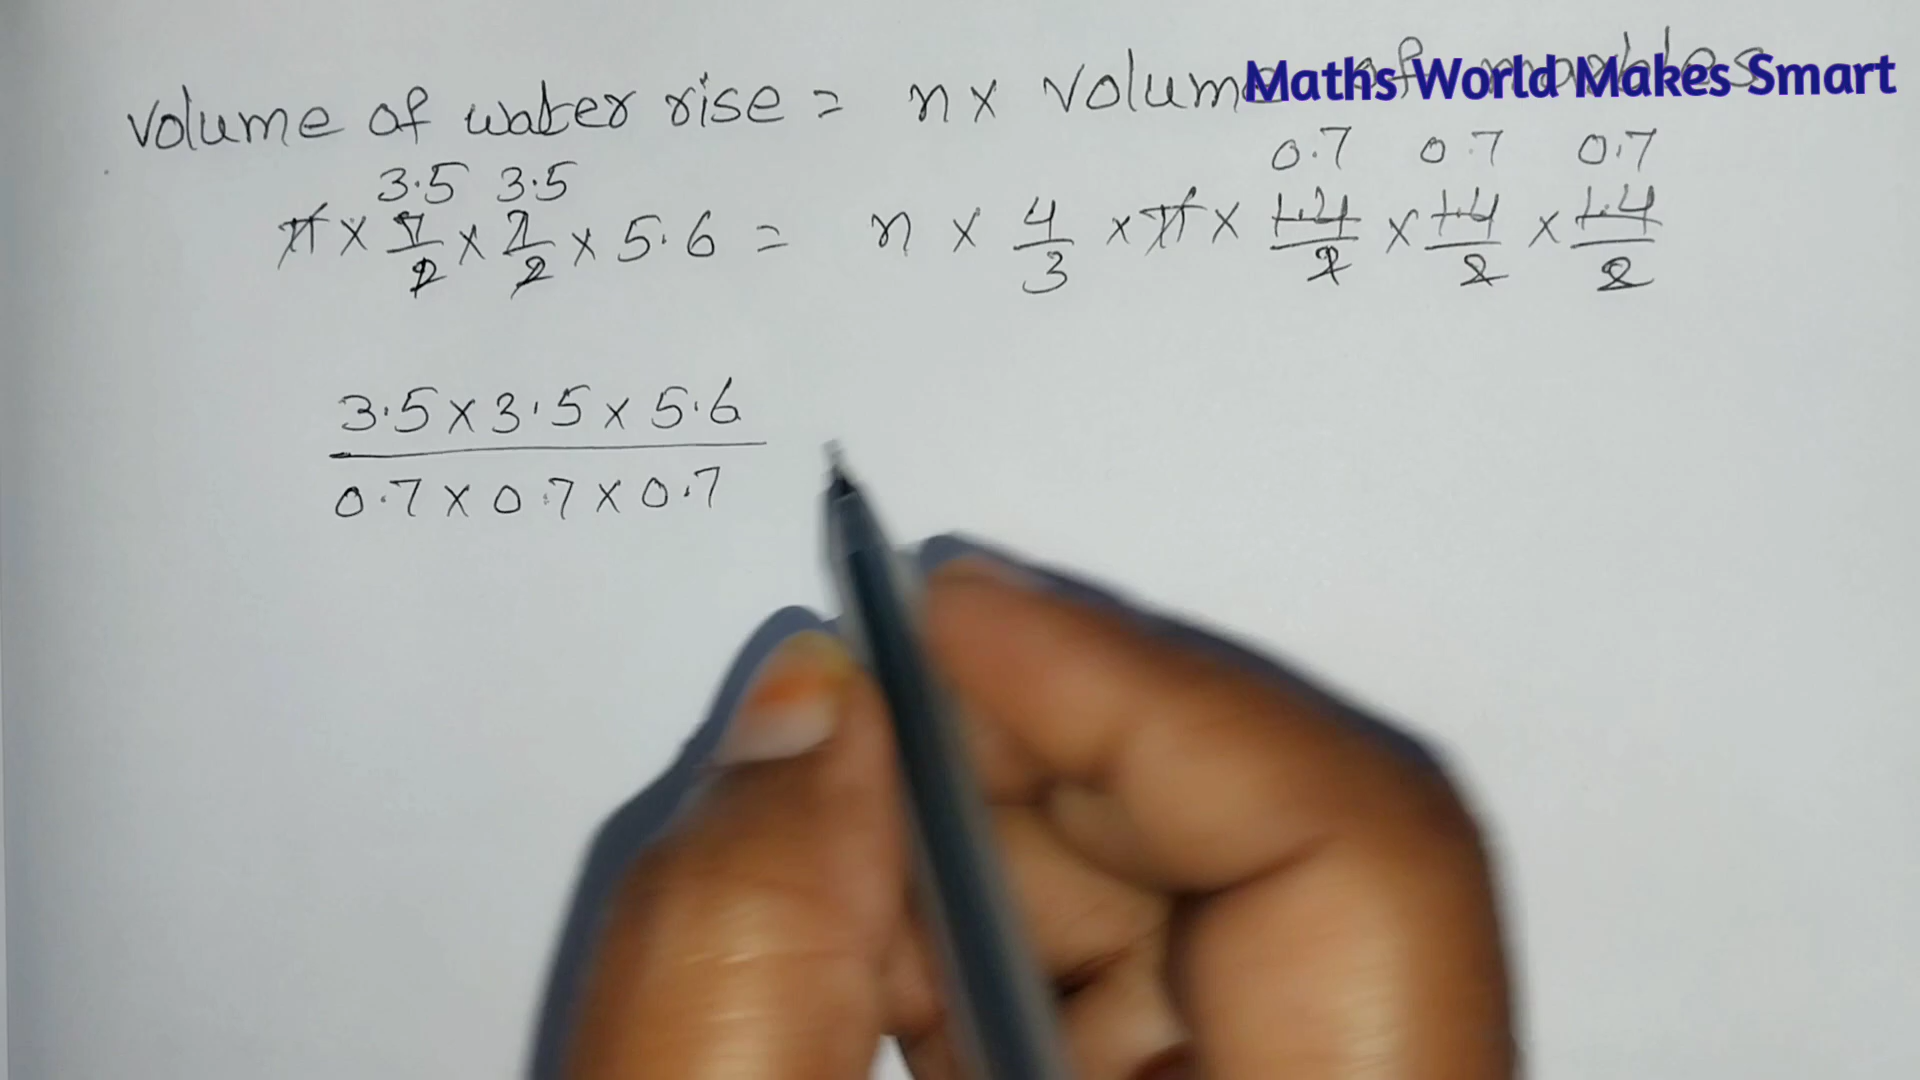 Maths World Makes Smart
volume of water rise = n x volume of marbles
3.5 3.5 0.7 0.7 0.7
π × 7/2 × 7/2 × 5.6 = n × 4/3 × π × 1.4/2 × 1.4/2 × 1.4/2
3.5 x 3.5 x 5.6
0.7 x 0.7 x 0.7